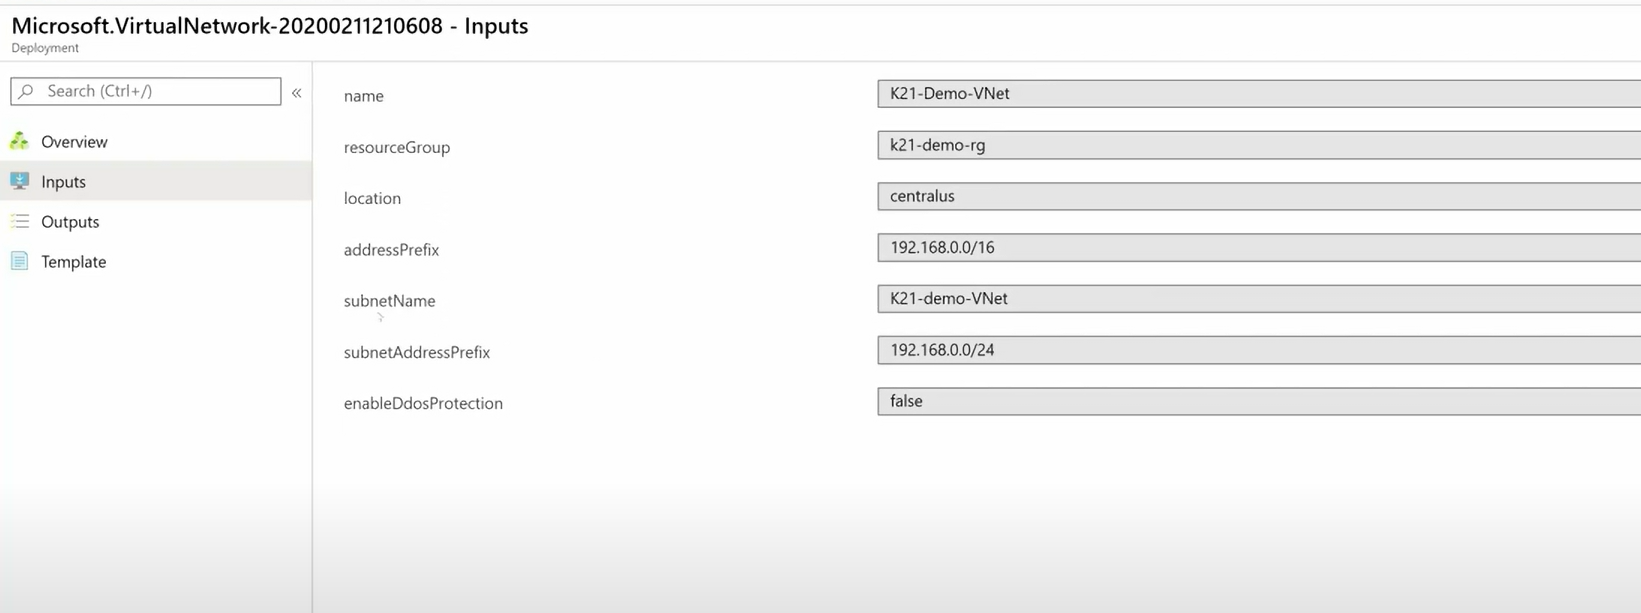 Microsoft.VirtualNetwork-20200211210608 - Inputs
Deployment
Search (Ctrl+/)
«
Overview
Inputs
Outputs
Template
name K21-Demo-VNet
resourceGroup k21-demo-rg
location centralus
addressPrefix 192.168.0.0/16
subnetName K21-demo-VNet
subnetAddressPrefix 192.168.0.0/24
enableDdosProtection false